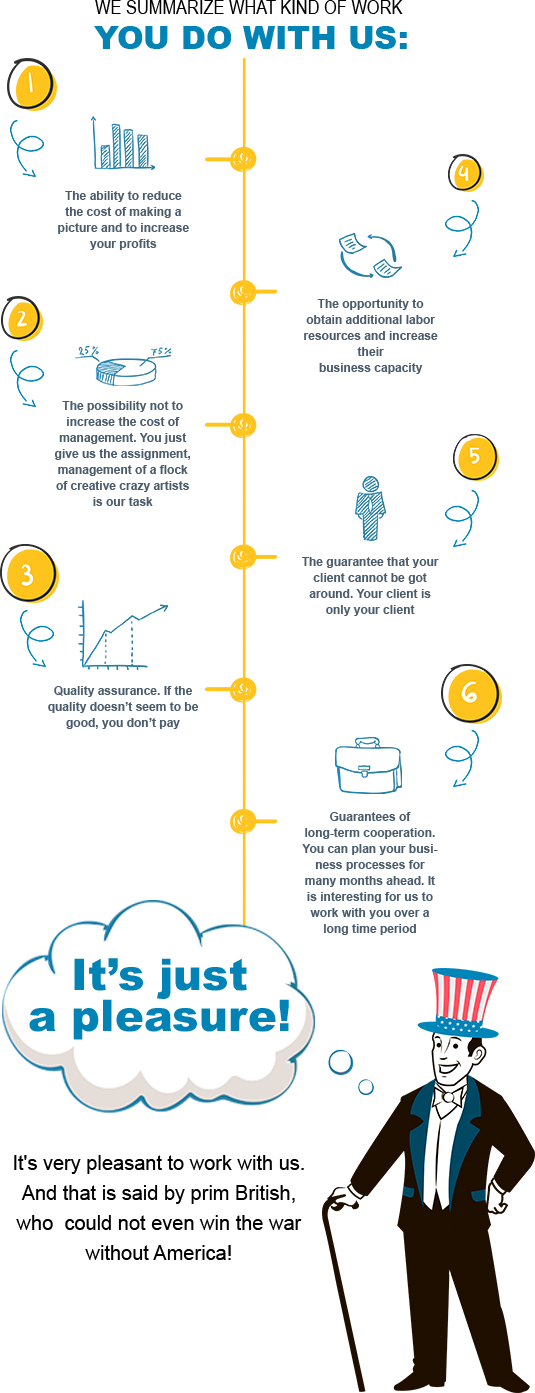 WE SUMMARIZE WHAT KIND OF WORK
YOU DO WITH US:
1
The ability to reduce
the cost of making a
picture and to increase
your profits
2
25%
75%
The possibility not to
increase the cost of
management. You just
give us the assignment,
management of a flock
of creative crazy artists
is our task
3
Quality assurance. If the
quality doesn't seem to be
good, you don't pay
4
The opportunity to
obtain additional labor
resources and increase
their
business capacity
5
The guarantee that your
client cannot be got
around. Your client is
only your client
6
Guarantees of
long-term cooperation.
You can plan your busi-
ness processes for
many months ahead. It
is interesting for us to
work with you over a
long time period
It's just
a pleasure!
It's very pleasant to work with us.
And that is said by prim British,
who could not even win the war
without America!